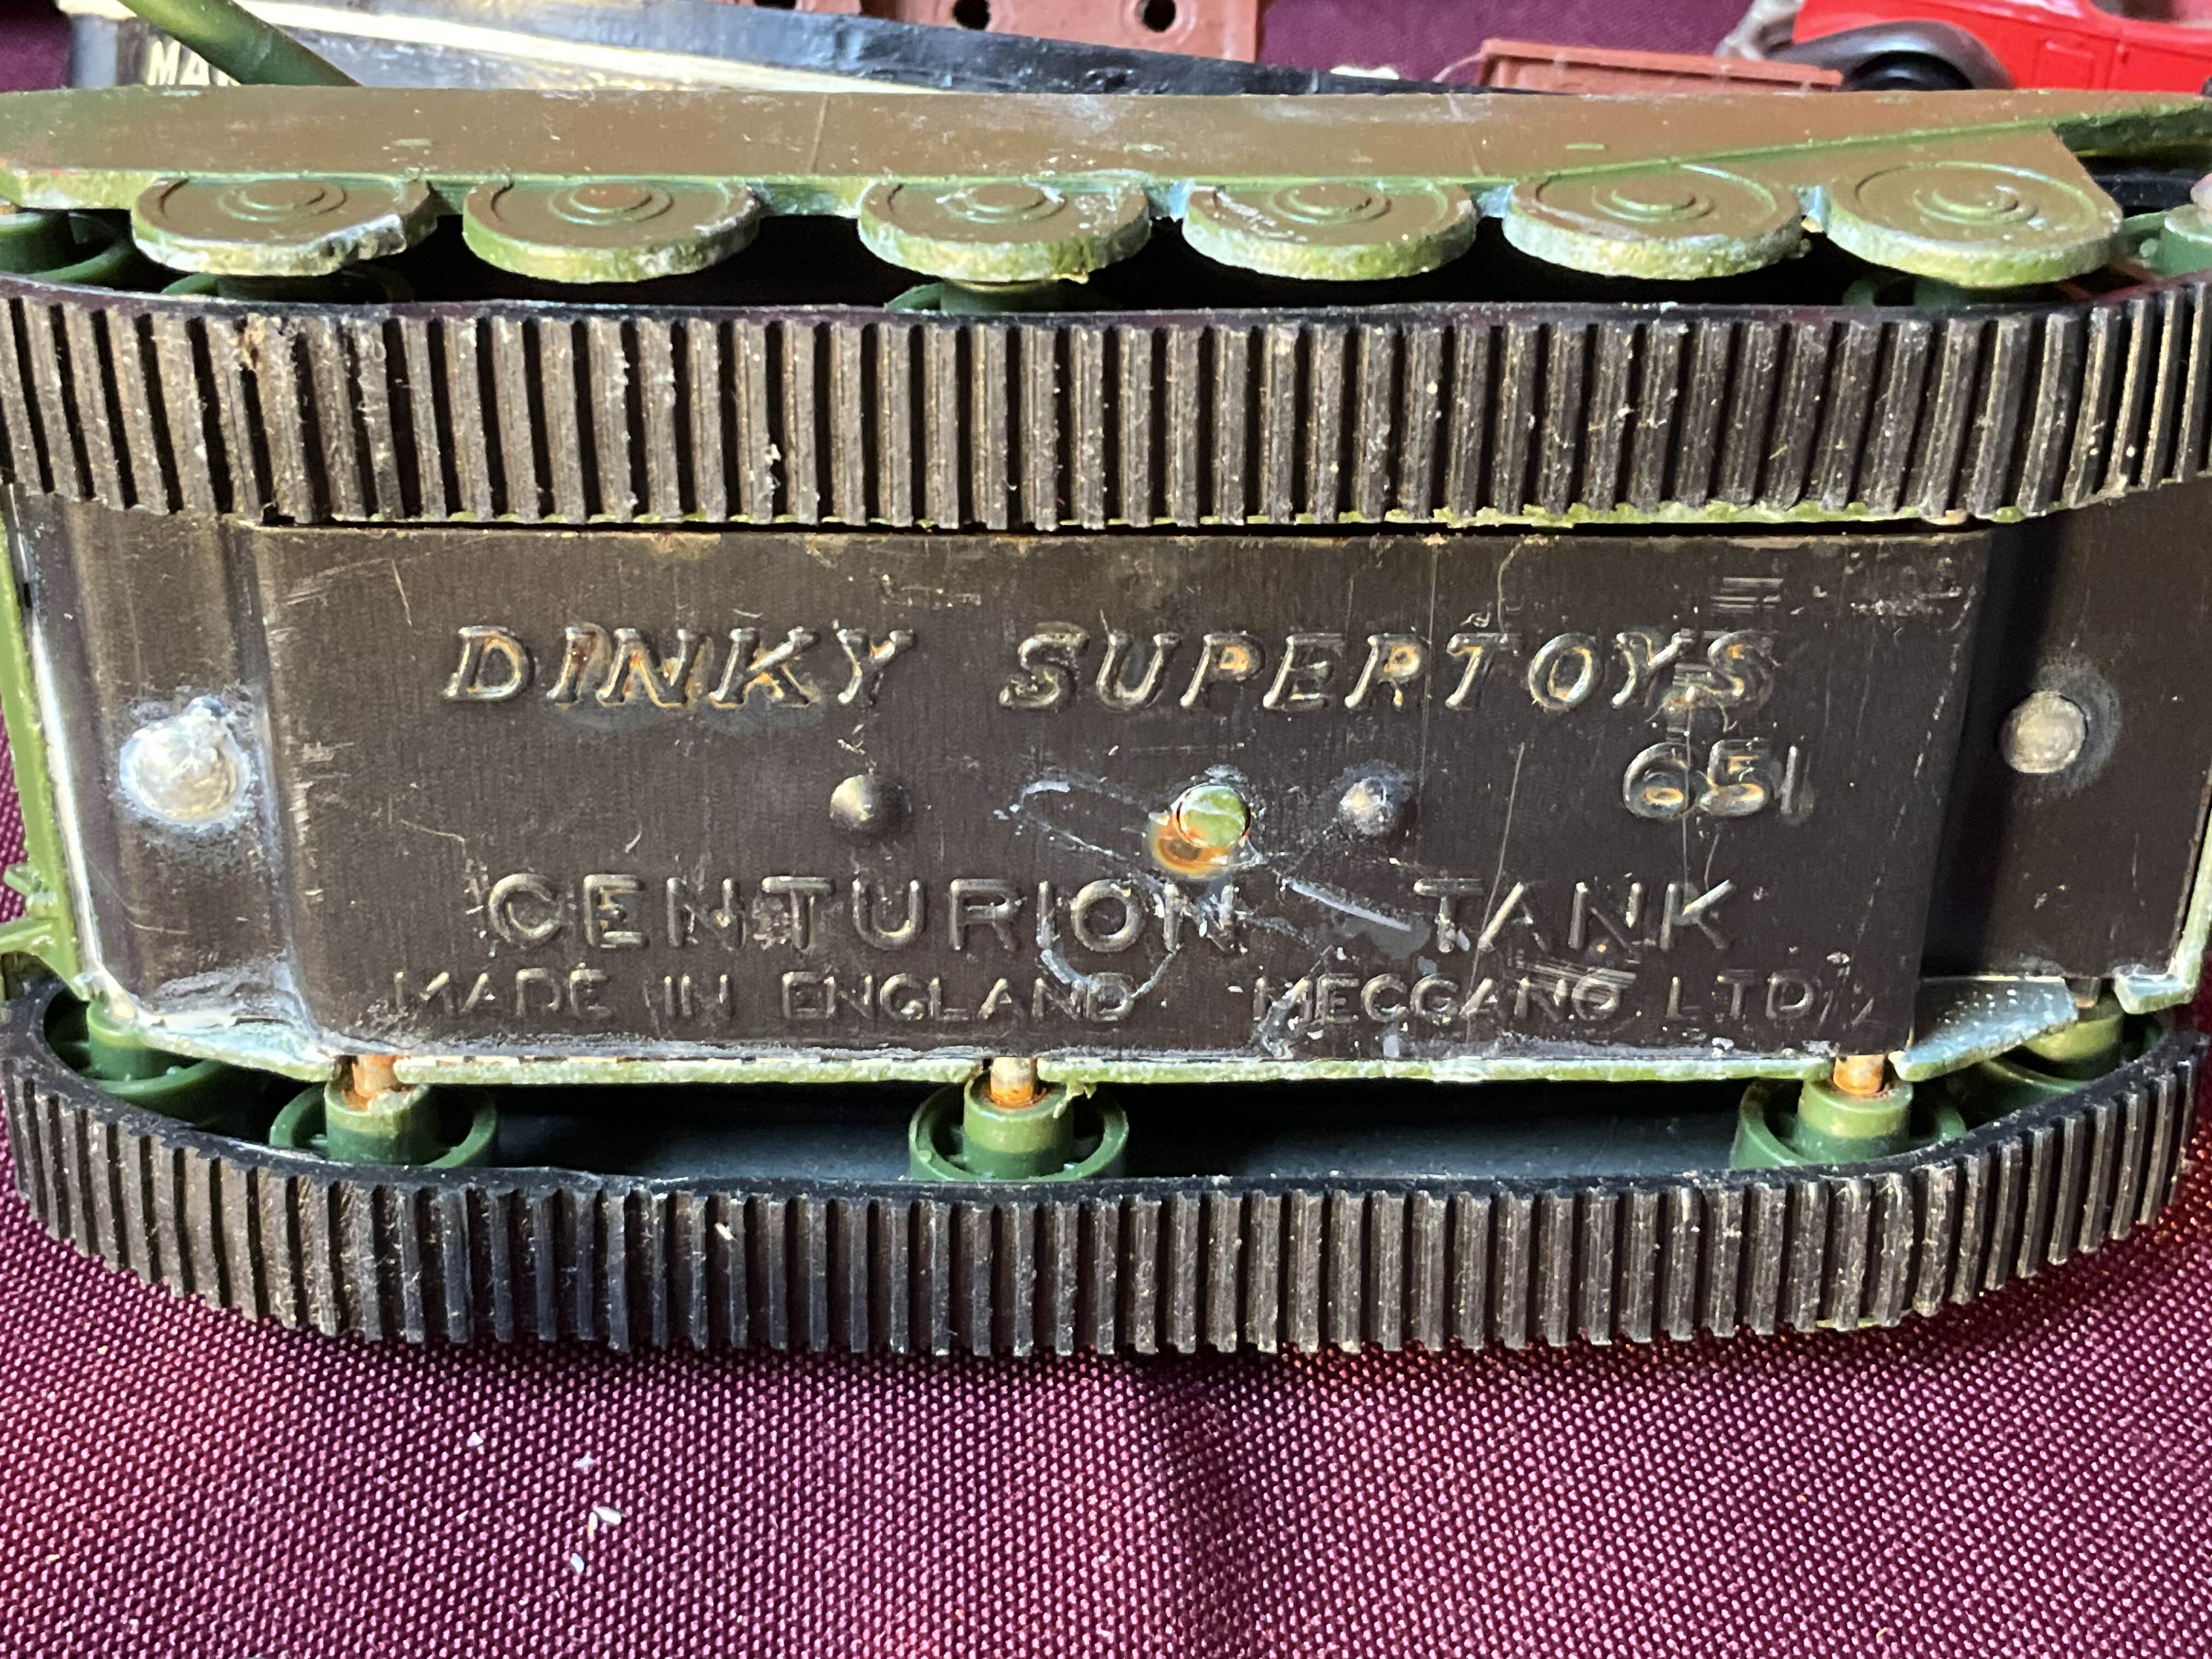 DINKY SUPERTOYS
651
CENTURION TANK
MADE IN ENGLAND MECCANO LTD